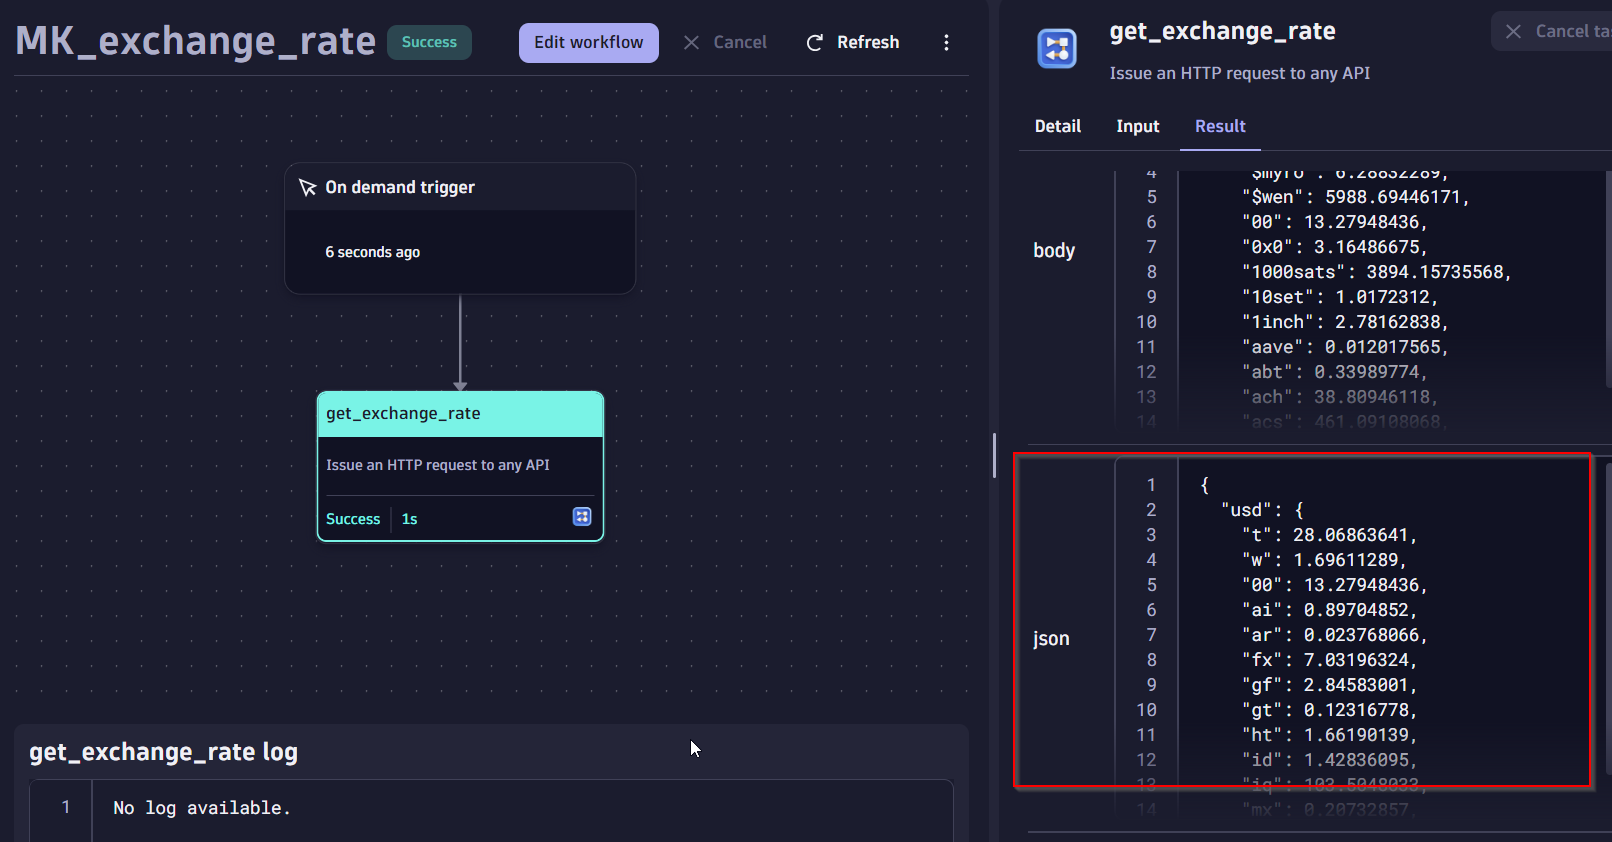 MK_exchange_rate
Success
Edit workflow
Cancel
Refresh
On demand trigger
6 seconds ago
get_exchange_rate
Issue an HTTP request to any API
Success
1s
get_exchange_rate log
1 No log available.
get_exchange_rate
Issue an HTTP request to any API
Cancel tas
Detail
Input
Result
body
4 "$myro": 6.28832289,
5 "$wen": 5988.69446171,
6 "00": 13.27948436,
7 "0x0": 3.16486675,
8 "1000sats": 3894.15735568,
9 "10set": 1.0172312,
10 "1inch": 2.78162838,
11 "aave": 0.012017565,
12 "abt": 0.33989774,
13 "ach": 38.80946118,
14 "acs": 461.09108068,
json
1 {
2 "usd": {
3 "t": 28.06863641,
4 "w": 1.69611289,
5 "00": 13.27948436,
6 "ai": 0.89704852,
7 "ar": 0.023768066,
8 "fx": 7.03196324,
9 "gf": 2.84583001,
10 "gt": 0.12316778,
11 "ht": 1.66190139,
12 "id": 1.42836095,
13 "iq": 103.5048033,
14 "mx": 0.20732857,